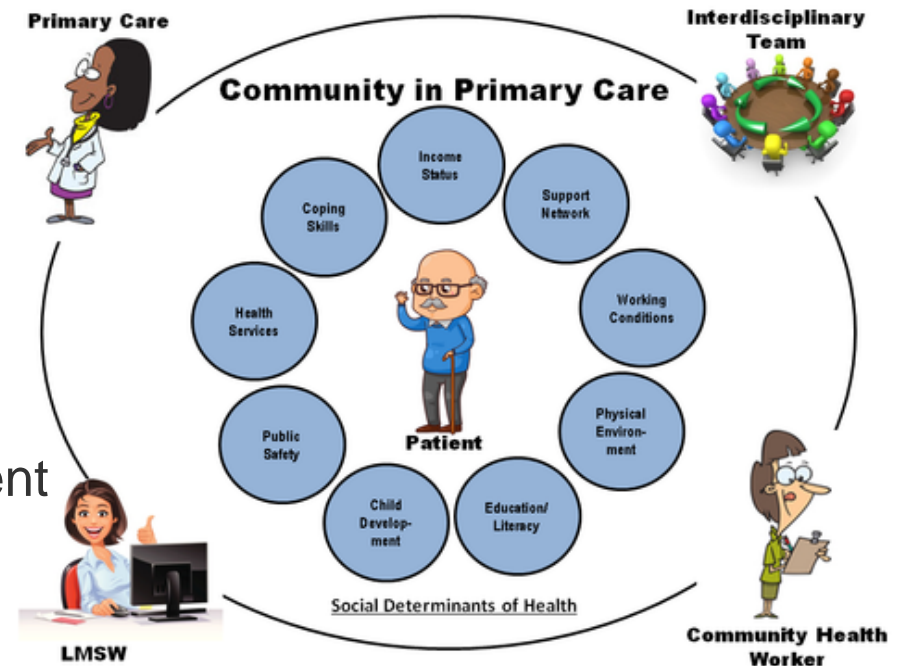 Primary Care
Interdisciplinary
Team
Community in Primary Care
Income
Status
Coping
Skills
Support
Network
Health
Services
Working
Conditions
Public
Safety
Patient
Physical
Environ-
ment
ent
Child
Develop-
ment
Education/
Literacy
Social Determinants of Health
LMSW
Community Health
Worker